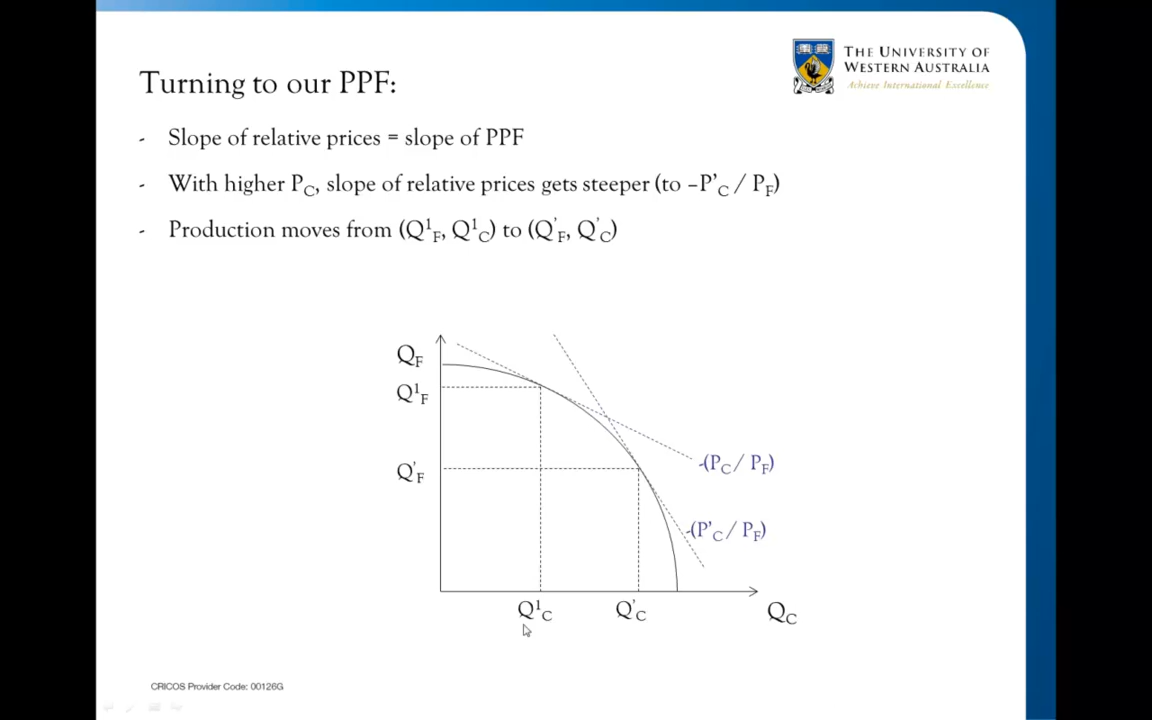 THE UNIVERSITY OF
WESTERN AUSTRALIA
Achieve International Excellence
Turning to our PPF:
- Slope of relative prices = slope of PPF
- With higher P_C, slope of relative prices gets steeper (to –P'_C / P_F)
- Production moves from (Q¹_F, Q¹_C) to (Q'_F, Q'_C)
Q_F
Q¹_F
Q'_F
-(P_C / P_F)
-(P'_C / P_F)
Q¹_C
Q'_C
Q_C
CRICOS Provider Code: 00126G